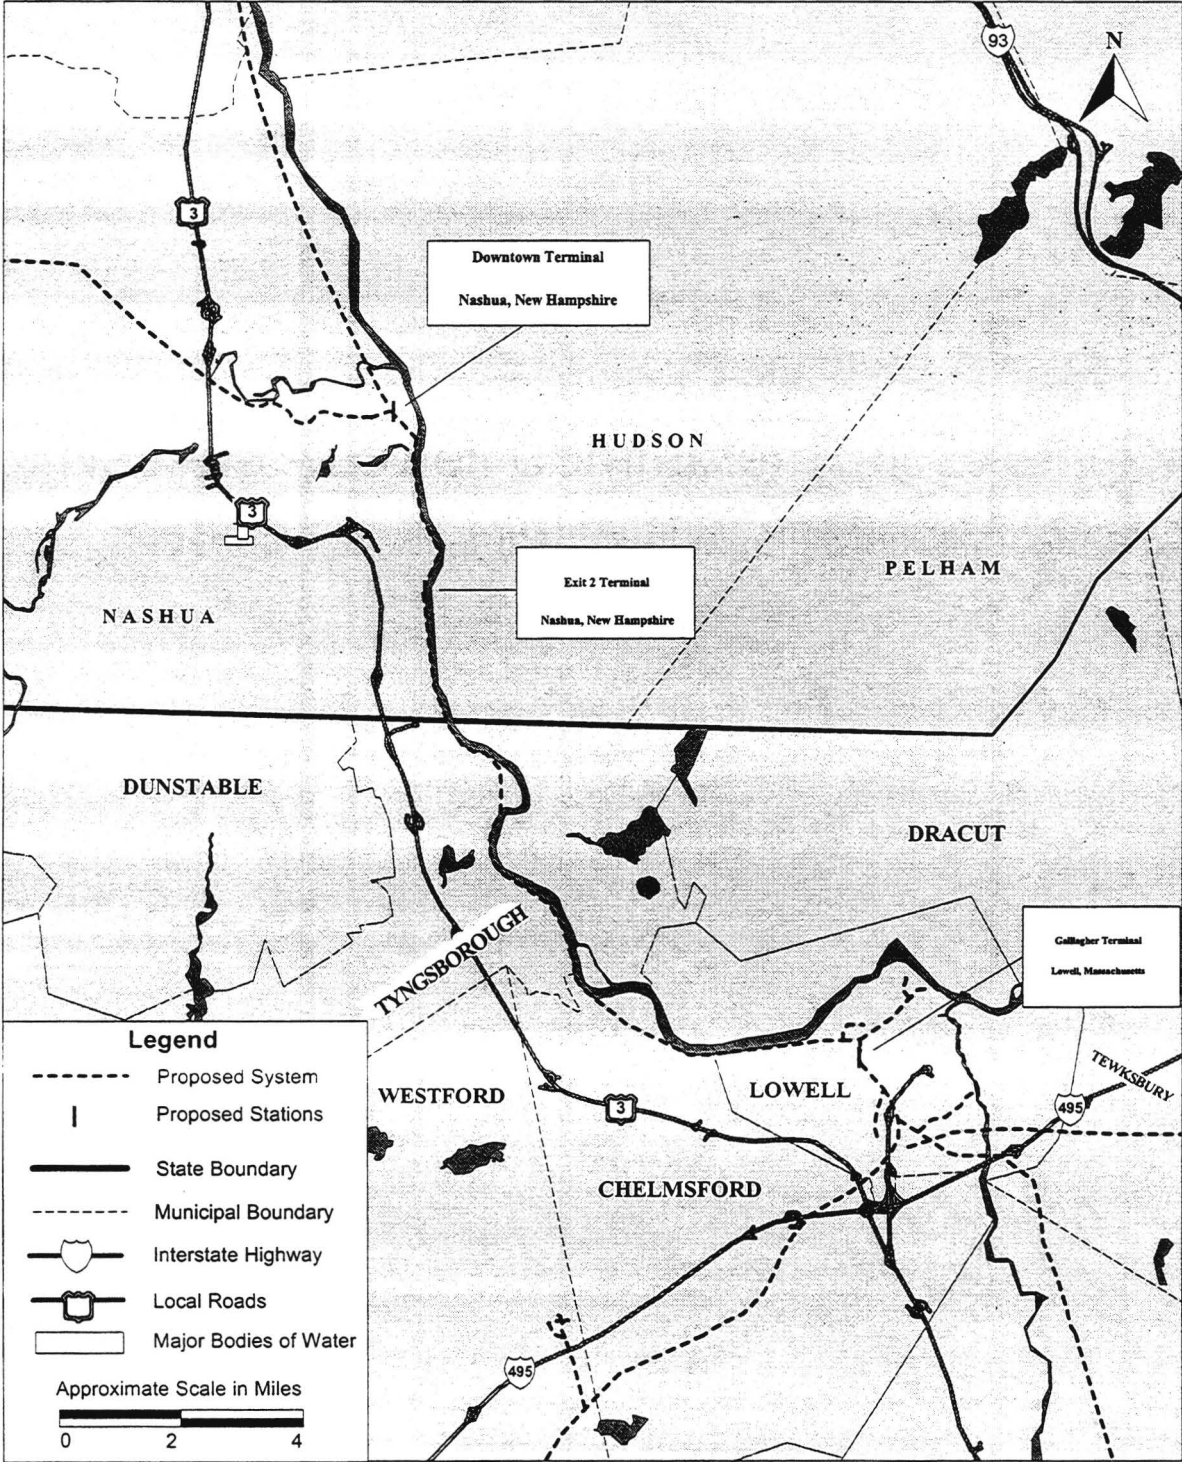 93
N
3
Downtown Terminal
Nashua, New Hampshire
HUDSON
3
Exit 2 Terminal
Nashua, New Hampshire
PELHAM
NASHUA
DUNSTABLE
DRACUT
TYNGSBOROUGH
Gallagher Terminal
Lowell, Massachusetts
Legend
Proposed System
Proposed Stations
State Boundary
Municipal Boundary
Interstate Highway
Local Roads
Major Bodies of Water
Approximate Scale in Miles
0 2 4
WESTFORD
3
LOWELL
TEWKSBURY
495
CHELMSFORD
495